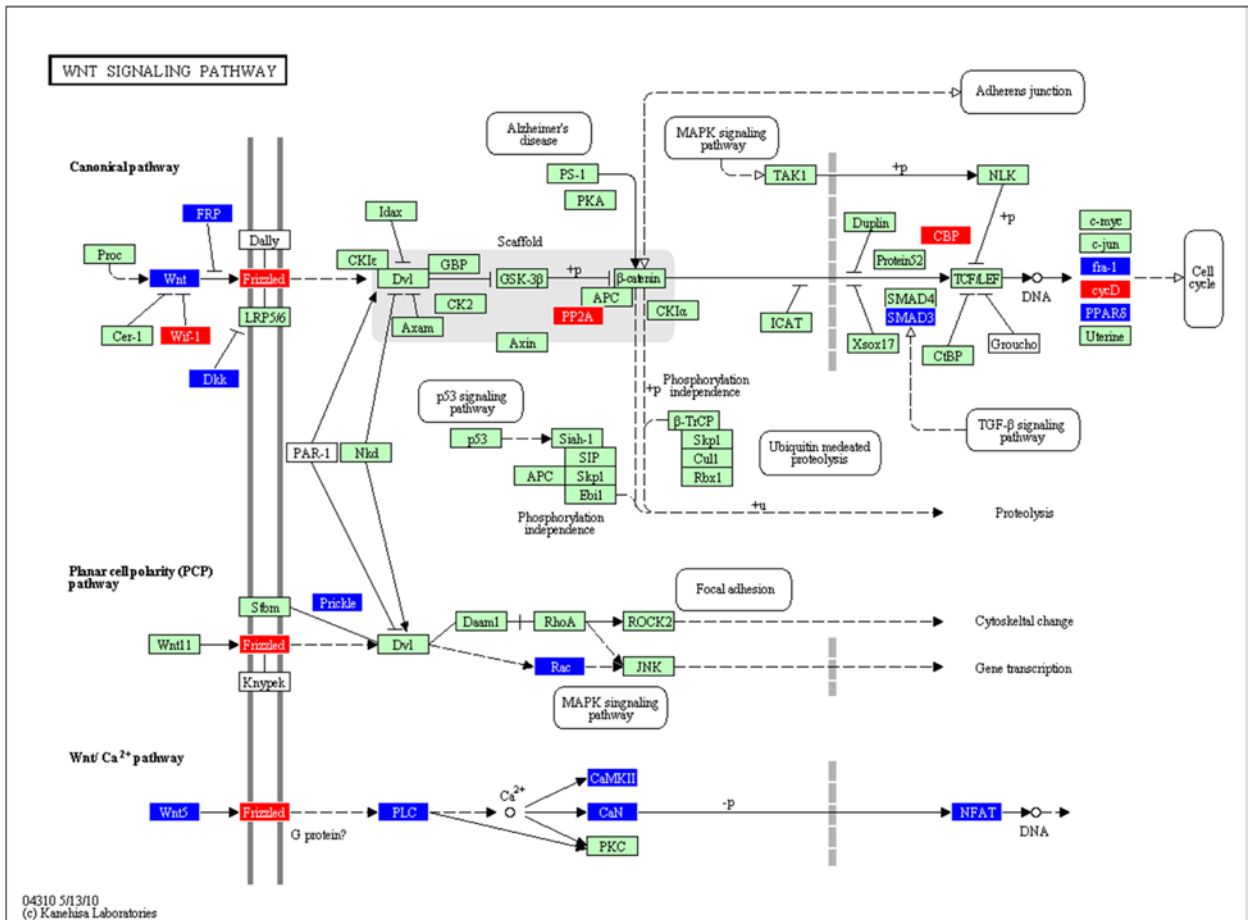 WNT SIGNALING PATHWAY
Canonical pathway
Alzheimer's
disease
MAPK signaling
pathway
Adherens junction
PS-1
PKA
TAK1
+p
NLK
+p
FRP
Idax
Scaffold
Duplin
CBP
c-myc
c-jun
Proc
Dally
CKIε
GBP
Protein52
Wnt
Frizzled
Dvl
GSK-3β
+p
β-catenin
TCF/LEF
DNA
fra-1
cycD
PPARδ
Uterine
Cell
cycle
APC
CK2
PP2A
CKIα
SMAD4
SMAD3
LRP5/6
Cer-1
Wif-1
Axam
Axin
ICAT
Xsox17
CtBP
Groucho
Dkk
p53 signaling
pathway
+p
Phosphorylation
independence
TGF-β signaling
pathway
PAR-1
Nkd
p53
Siah-1
SIP
APC
Skp1
Ebi1
β-TrCP
Skp1
Cul1
Rbx1
Ubiquitin medeated
proteolysis
Phosphorylation
independence
+u
Proteolysis
Planar cell polarity (PCP)
pathway
Stbm
Prickle
Focal adhesion
Daam1
RhoA
ROCK2
Cytoskeltal change
Wnt11
Frizzled
Dvl
Rac
JNK
Gene transcription
Knypek
MAPK singnaling
pathway
Wnt/ Ca2+ pathway
CaMKII
Ca2+
Wnt5
Frizzled
PLC
CaN
-p
NFAT
DNA
G protein?
PKC
04310 5/13/10
(c) Kanehisa Laboratories